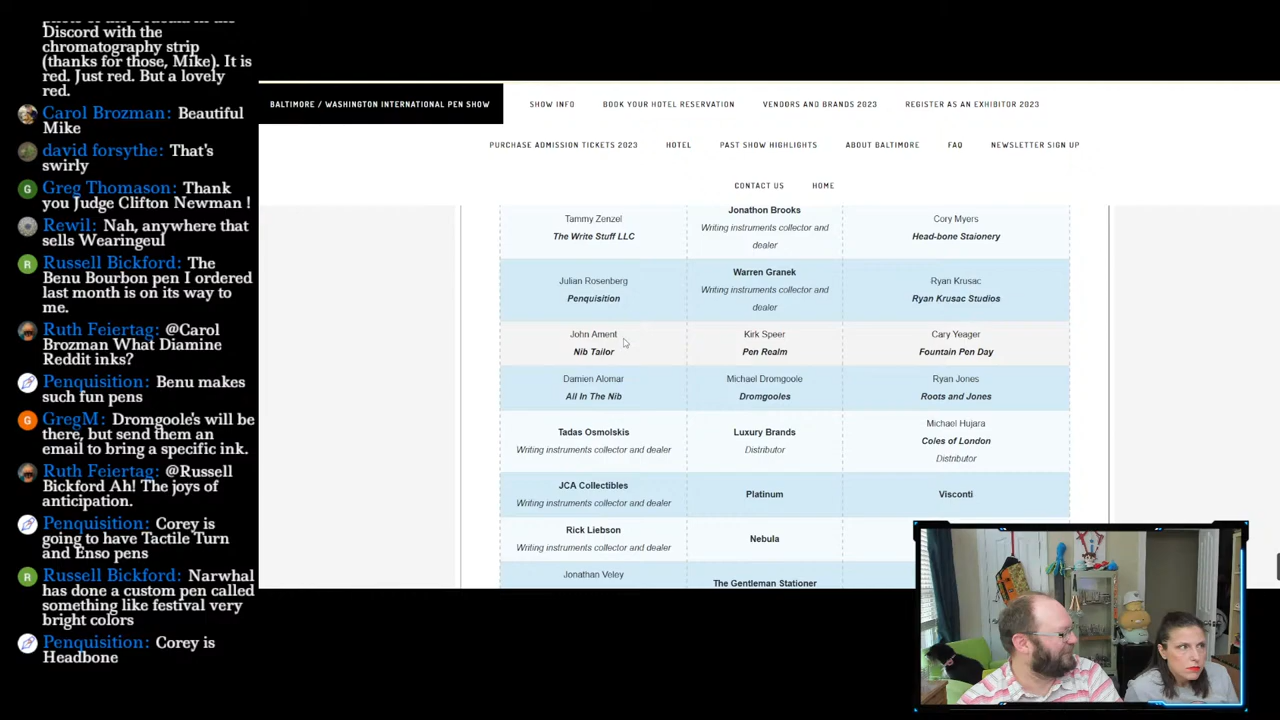 Discord with the
chromatography strip
(thanks for those, Mike). It is
red. Just red. But a lovely
red.
Carol Brozman: Beautiful
Mike
david forsythe: That's
swirly
G Greg Thomason: Thank
you Judge Clifton Newman !
Rewil: Nah, anywhere that
sells Wearingeul
R Russell Bickford: The
Benu Bourbon pen I ordered
last month is on its way to
me.
Ruth Feiertag: @Carol
Brozman What Diamine
Reddit inks?
Penquisition: Benu makes
such fun pens
G GregM: Dromgoole's will be
there, but send them an
email to bring a specific ink.
Ruth Feiertag: @Russell
Bickford Ah! The joys of
anticipation.
Penquisition: Corey is
going to have Tactile Turn
and Enso pens
R Russell Bickford: Narwhal
has done a custom pen called
something like festival very
bright colors
Penquisition: Corey is
Headbone
BALTIMORE / WASHINGTON INTERNATIONAL PEN SHOW
SHOW INFO
BOOK YOUR HOTEL RESERVATION
VENDORS AND BRANDS 2023
REGISTER AS AN EXHIBITOR 2023
PURCHASE ADMISSION TICKETS 2023
HOTEL
PAST SHOW HIGHLIGHTS
ABOUT BALTIMORE
FAQ
NEWSLETTER SIGN UP
CONTACT US
HOME
Tammy Zenzel
The Write Stuff LLC
Jonathon Brooks
Writing instruments collector and
dealer
Cory Myers
Head-bone Staionery
Julian Rosenberg
Penquisition
Warren Granek
Writing instruments collector and
dealer
Ryan Krusac
Ryan Krusac Studios
John Ament
Nib Tailor
Kirk Speer
Pen Realm
Cary Yeager
Fountain Pen Day
Damien Alomar
All In The Nib
Michael Dromgoole
Dromgooles
Ryan Jones
Roots and Jones
Tadas Osmolskis
Writing instruments collector and dealer
Luxury Brands
Distributor
Michael Hujara
Coles of London
Distributor
JCA Collectibles
Writing instruments collector and dealer
Platinum
Visconti
Rick Liebson
Writing instruments collector and dealer
Nebula
Jonathan Veley
The Gentleman Stationer